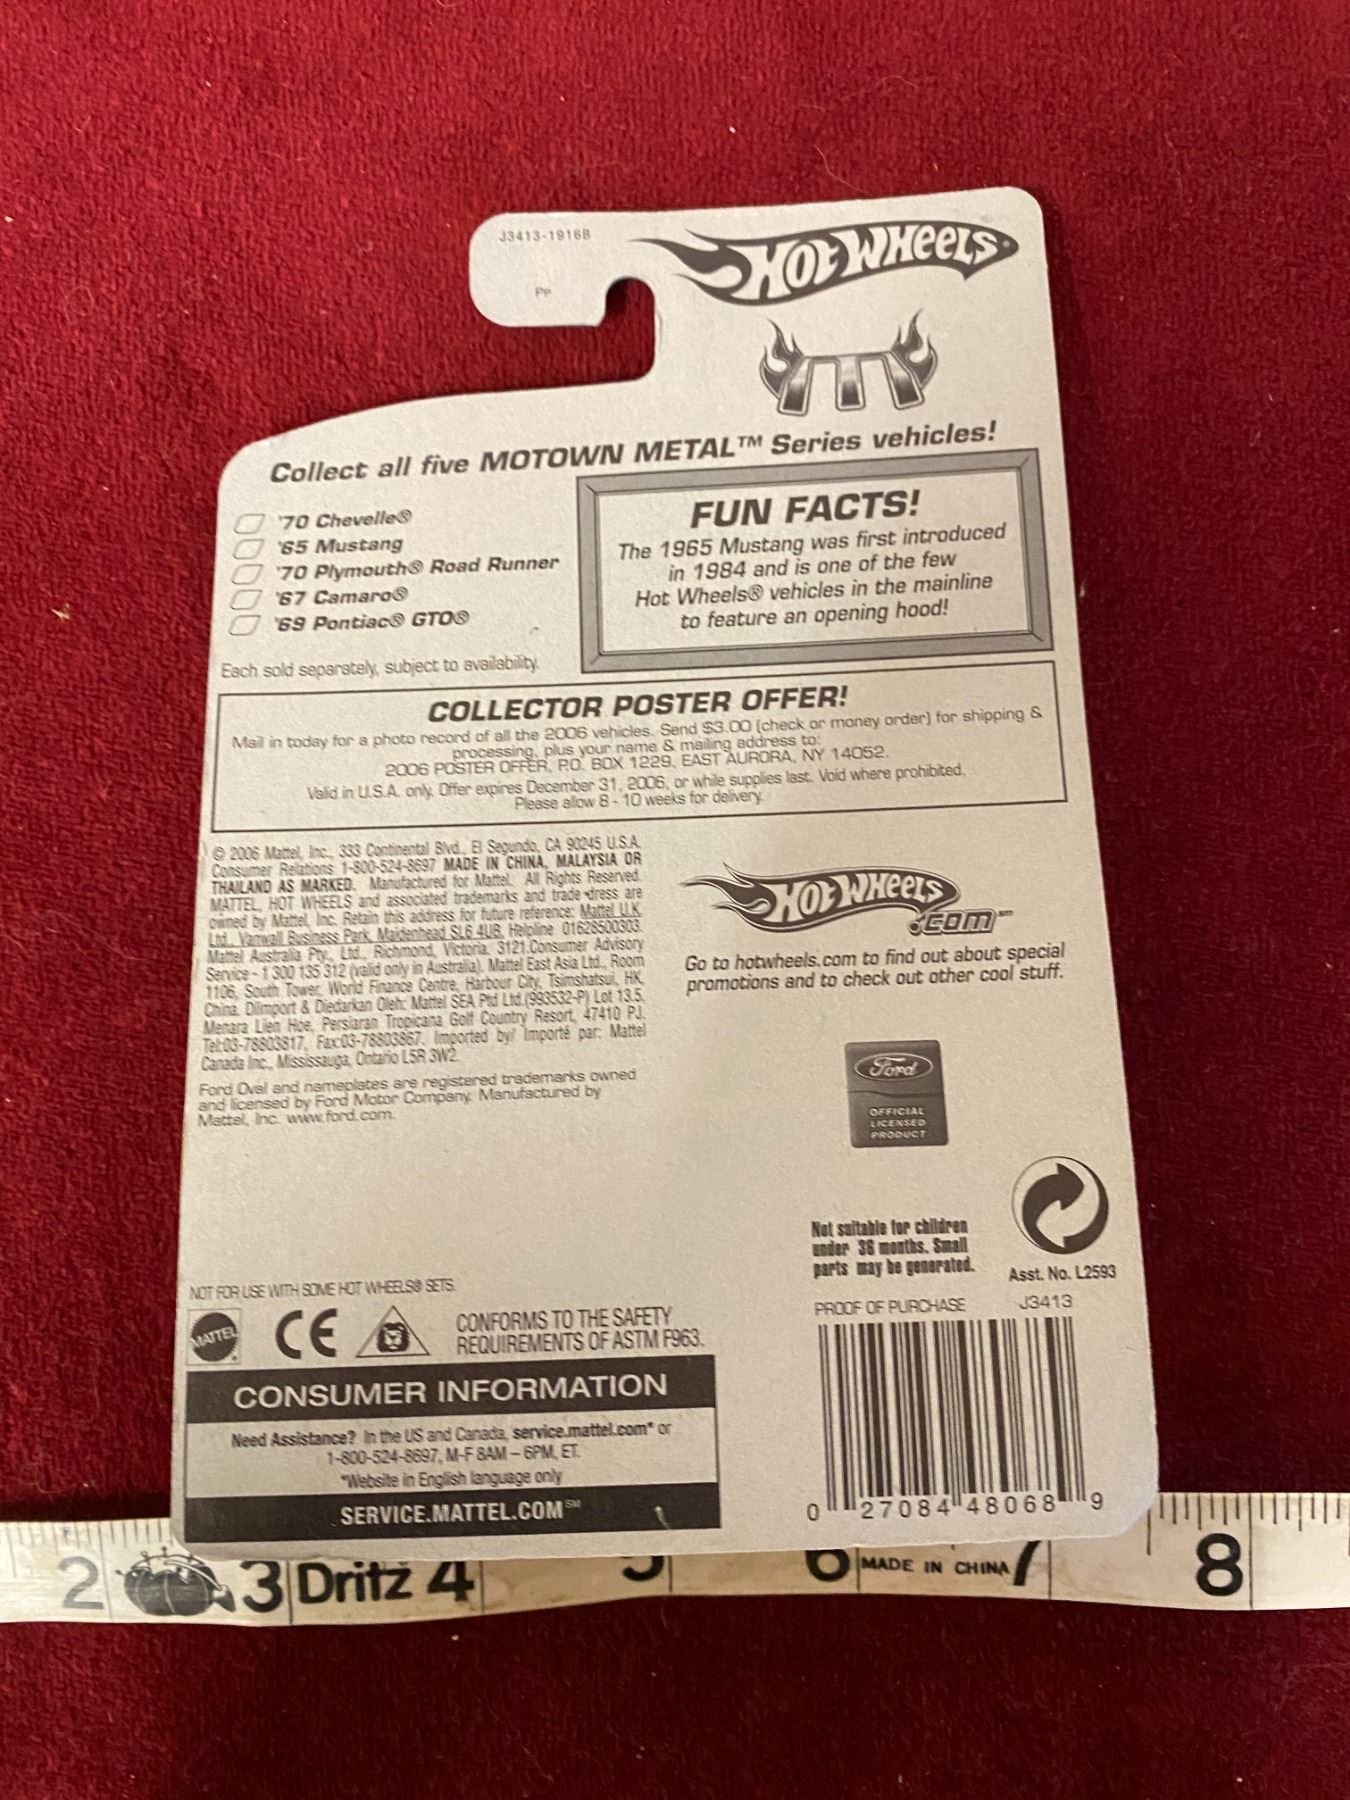 J3413-1916B
Pp
HOT WHEELS
Collect all five MOTOWN METAL™ Series vehicles!
'70 Chevelle®
'65 Mustang
'70 Plymouth® Road Runner
'67 Camaro®
'69 Pontiac® GTO®
Each sold separately, subject to availability.
FUN FACTS!
The 1965 Mustang was first introduced
in 1984 and is one of the few
Hot Wheels® vehicles in the mainline
to feature an opening hood!
COLLECTOR POSTER OFFER!
Mail in today for a photo record of all the 2006 vehicles. Send $3.00 (check or money order) for shipping &
processing, plus your name & mailing address to:
2006 POSTER OFFER, P.O. BOX 1229, EAST AURORA, NY 14052.
Valid in U.S.A. only. Offer expires December 31, 2006, or while supplies last. Void where prohibited.
Please allow 8 - 10 weeks for delivery.
© 2006 Mattel, Inc., 333 Continental Blvd., El Segundo, CA 90245 U.S.A.
Consumer Relations 1-800-524-8697 MADE IN CHINA, MALAYSIA OR
THAILAND AS MARKED. Manufactured for Mattel. All Rights Reserved.
MATTEL, HOT WHEELS and associated trademarks and trade dress are
owned by Mattel, Inc. Retain this address for future reference: Mattel U.K.
Ltd., Vanwall Business Park, Maidenhead SL6 4UB. Helpline 01628500303.
Mattel Australia Pty., Ltd., Richmond, Victoria. 3121.Consumer Advisory
Service - 1 300 135 312 (valid only in Australia). Mattel East Asia Ltd., Room
1106, South Tower, World Finance Centre, Harbour City, Tsimshatsui, HK,
China. Diimport & Diedarkan Oleh: Mattel SEA Ptd Ltd.(993532-P) Lot 13.5,
Menara Lien Hoe, Persiaran Tropicana Golf Country Resort, 47410 PJ.
Tel:03-78803817, Fax:03-78803867. Imported by/ Importé par: Mattel
Canada Inc., Mississauga, Ontario L5R 3W2.
Ford Oval and nameplates are registered trademarks owned
and licensed by Ford Motor Company. Manufactured by
Mattel, Inc. www.ford.com.
HOT WHEELS
.com℠
Go to hotwheels.com to find out about special
promotions and to check out other cool stuff.
Ford
OFFICIAL
LICENSED
PRODUCT
Not suitable for children
under 36 months. Small
parts may be generated.
Asst. No. L2593
PROOF OF PURCHASE J3413
0 27084 48068 9
NOT FOR USE WITH SOME HOT WHEELS® SETS.
MATTEL
CE
CONFORMS TO THE SAFETY
REQUIREMENTS OF ASTM F963.
CONSUMER INFORMATION
Need Assistance? In the US and Canada, service.mattel.com* or
1-800-524-8697, M-F 8AM – 6PM, ET.
*Website in English language only
SERVICE.MATTEL.COM℠
2 3 Dritz 4 5 6 MADE IN CHINA 7 8